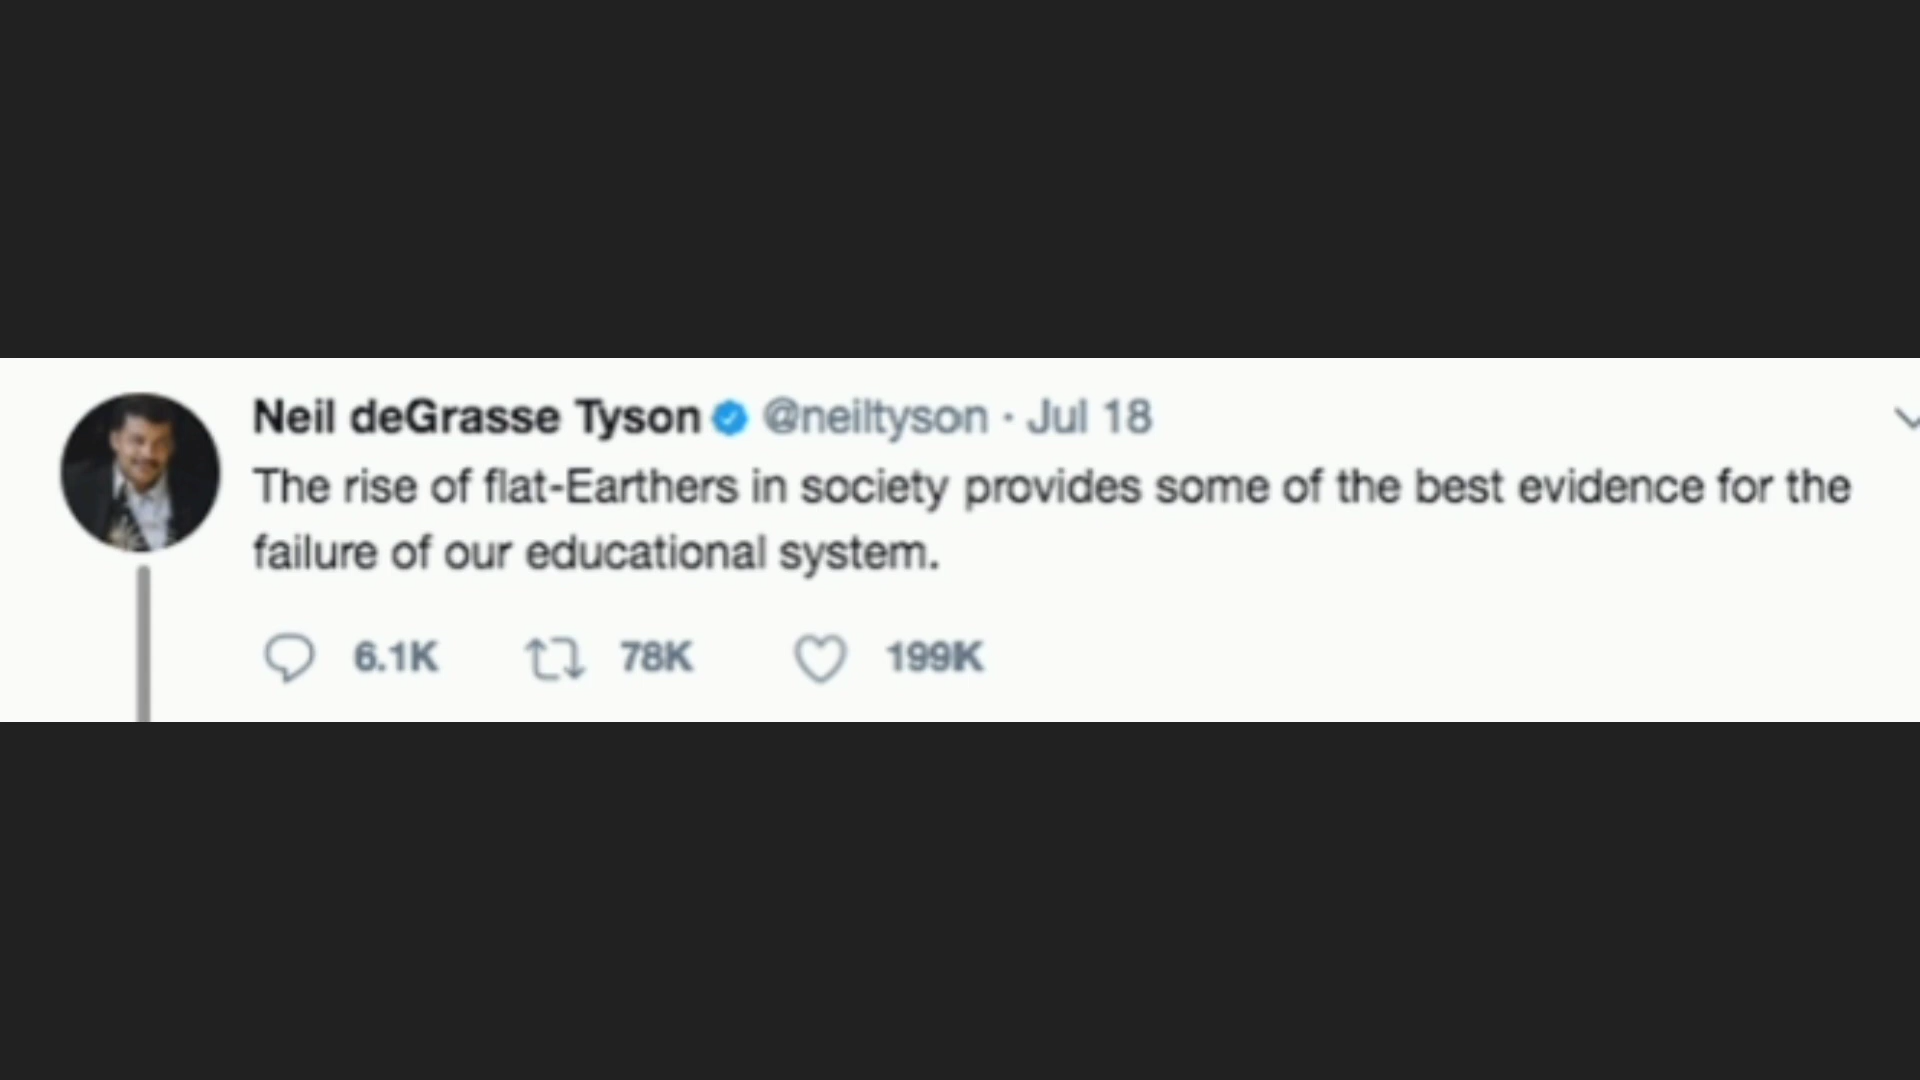 Neil deGrasse Tyson @neiltyson · Jul 18
The rise of flat-Earthers in society provides some of the best evidence for the
failure of our educational system.
6.1K 78K 199K